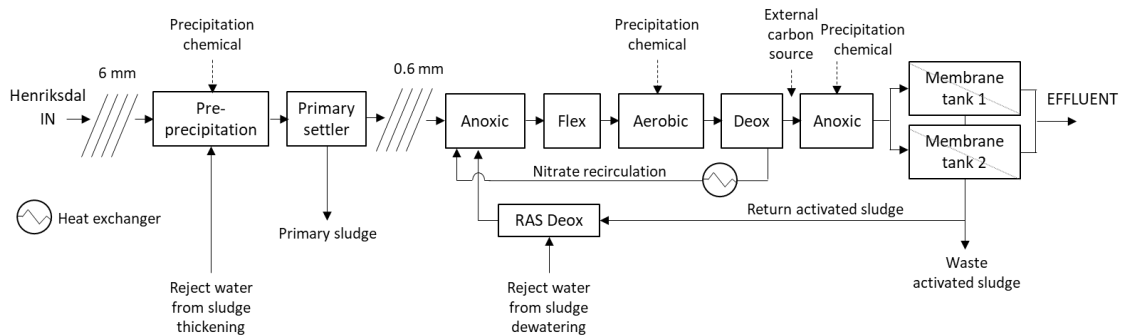 Precipitation
chemical
6 mm
Henriksdal
IN
Pre-
precipitation
Primary
settler
0.6 mm
Anoxic
Flex
Precipitation
chemical
Aerobic
Deox
External
carbon
source
Precipitation
chemical
Anoxic
Membrane
tank 1
Membrane
tank 2
EFFLUENT
Nitrate recirculation
Heat exchanger
Primary sludge
RAS Deox
Return activated sludge
Waste
activated sludge
Reject water
from sludge
thickening
Reject water
from sludge
dewatering